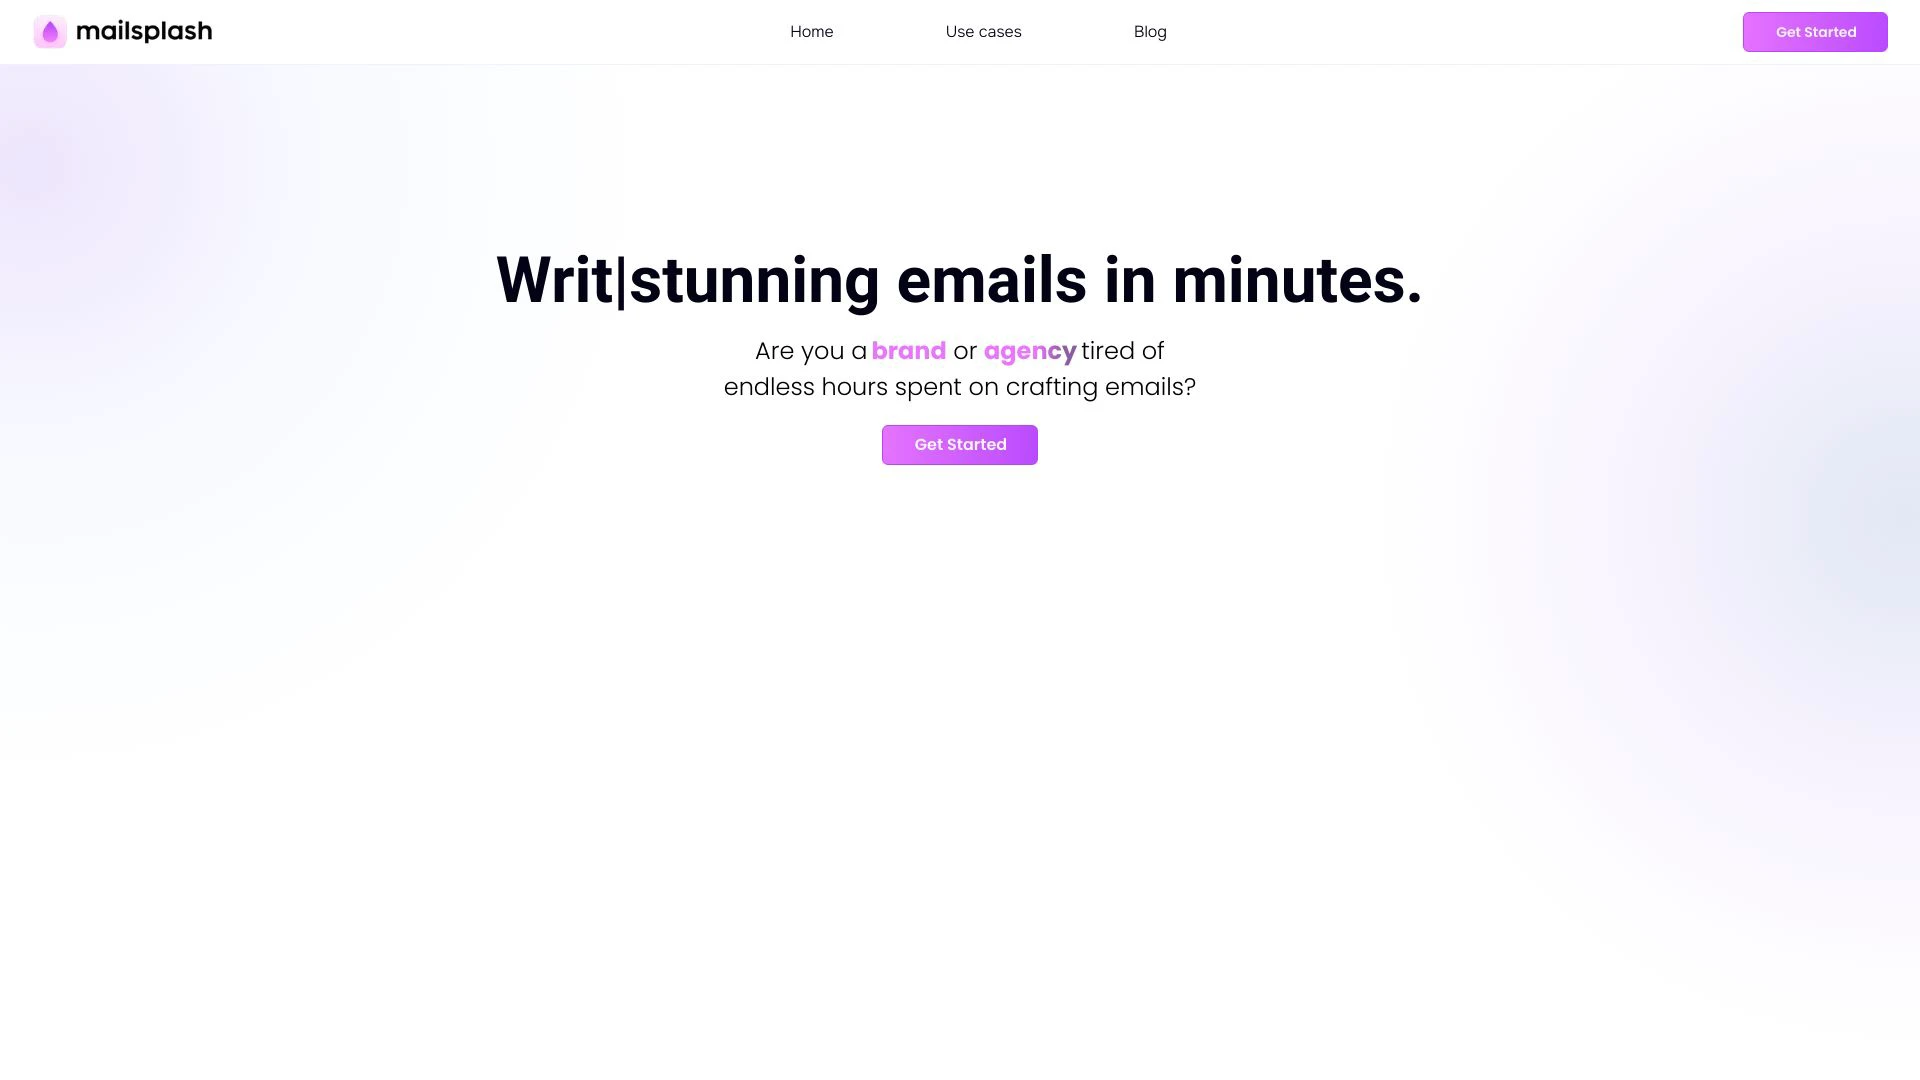 mailsplash
Home
Use cases
Blog
Get Started
Writ|stunning emails in minutes.
Are you a brand or agency tired of
endless hours spent on crafting emails?
Get Started